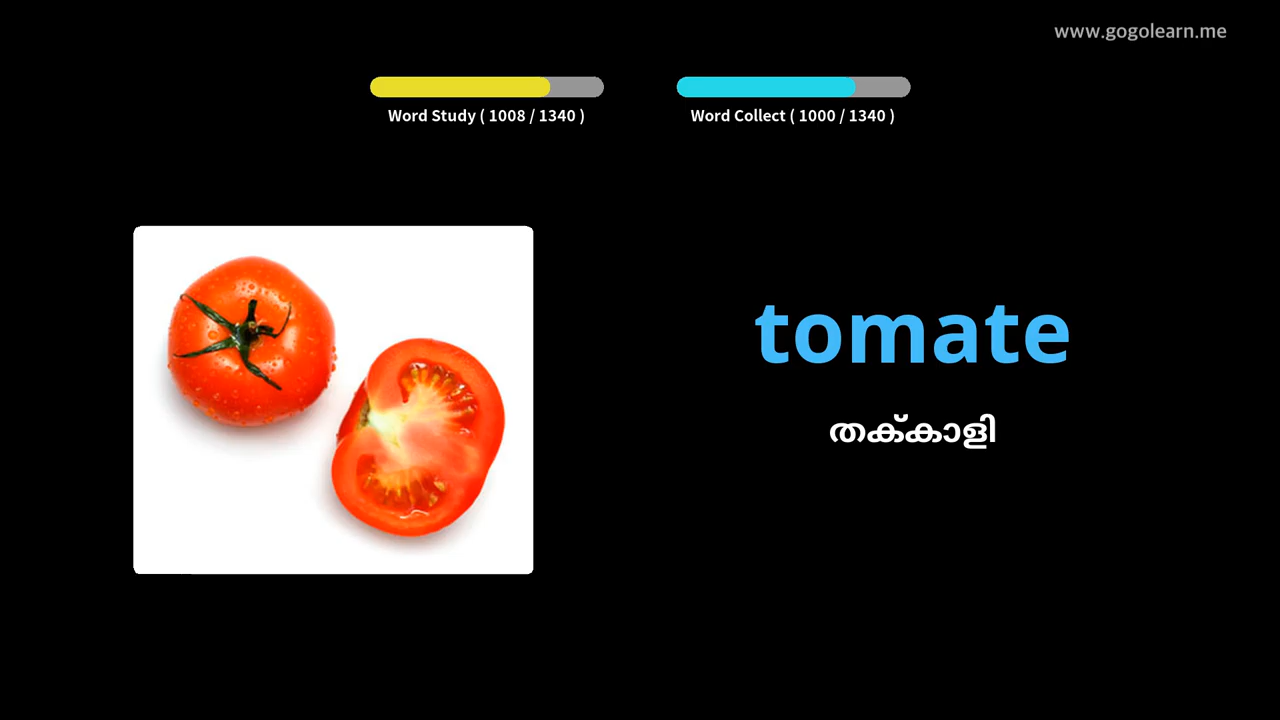 www.gogolearn.me
Word Study ( 1008 / 1340 )
Word Collect ( 1000 / 1340 )
tomate
തക്കാളി